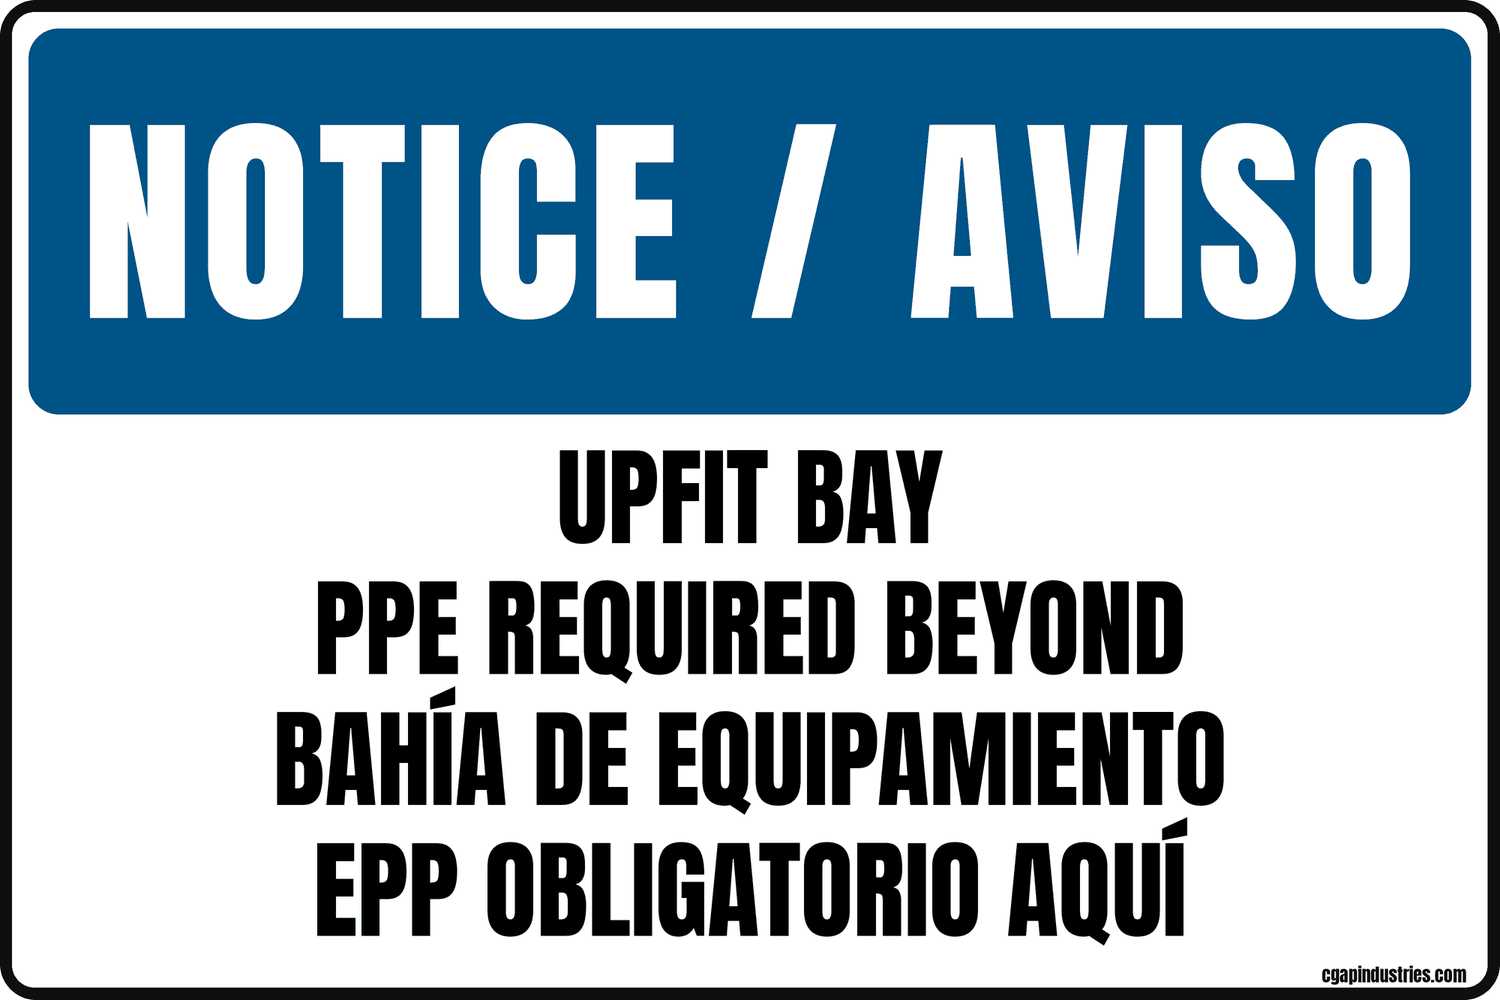 NOTICE / AVISO
UPFIT BAY
PPE REQUIRED BEYOND
BAHÍA DE EQUIPAMIENTO
EPP OBLIGATORIO AQUÍ
cgapindustries.com